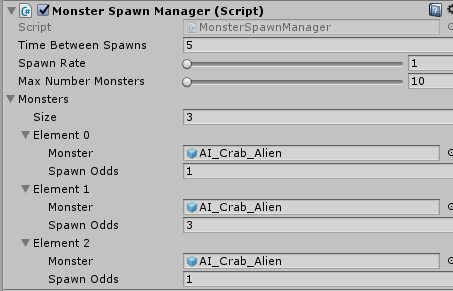 Monster Spawn Manager (Script)
Script MonsterSpawnManager
Time Between Spawns 5
Spawn Rate 1
Max Number Monsters 10
Monsters
Size 3
Element 0
Monster AI_Crab_Alien
Spawn Odds 1
Element 1
Monster AI_Crab_Alien
Spawn Odds 3
Element 2
Monster AI_Crab_Alien
Spawn Odds 1